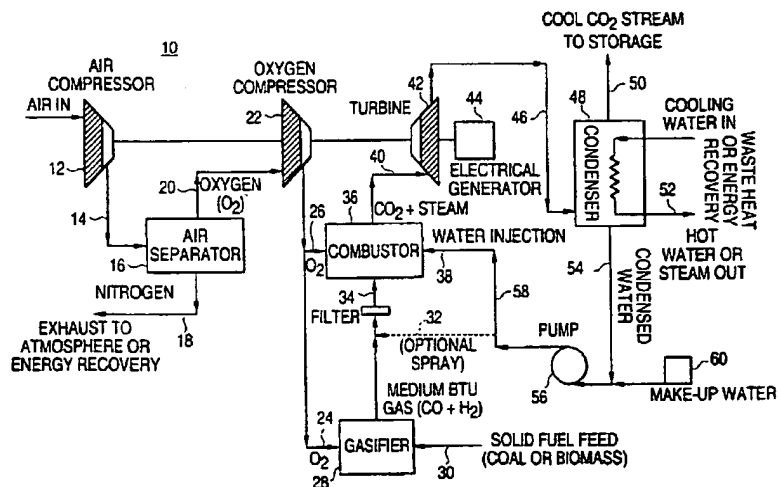 10
AIR
COMPRESSOR
AIR IN
12
14
OXYGEN
COMPRESSOR
22
20
OXYGEN (O2)
AIR
SEPARATOR
16
NITROGEN
18
EXHAUST TO
ATMOSPHERE OR
ENERGY RECOVERY
TURBINE
42
44
ELECTRICAL
GENERATOR
40
CO2 + STEAM
36
COMBUSTOR
26
O2
WATER INJECTION
38
34
FILTER
32
(OPTIONAL
SPRAY)
58
MEDIUM BTU
GAS (CO + H2)
24
O2
GASIFIER
28
SOLID FUEL FEED
(COAL OR BIOMASS)
30
COOL CO2 STREAM
TO STORAGE
50
46
48
CONDENSER
COOLING
WATER IN
WASTE HEAT
OR ENERGY
RECOVERY
52
HOT
WATER OR
STEAM OUT
54
CONDENSED
WATER
PUMP
56
60
MAKE-UP WATER